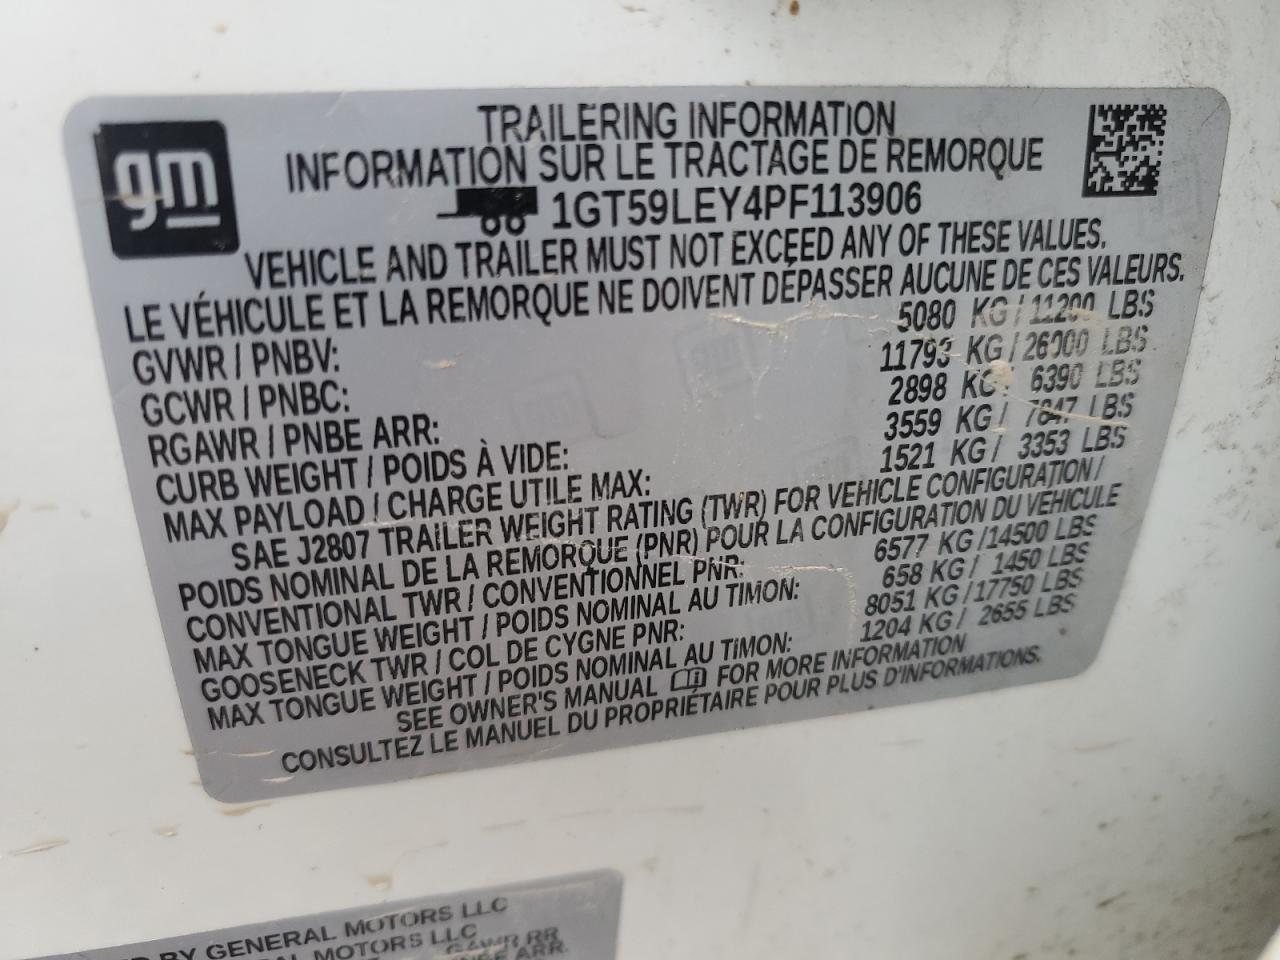 gm
TRAILERING INFORMATION
INFORMATION SUR LE TRACTAGE DE REMORQUE
1GT59LEY4PF113906
VEHICLE AND TRAILER MUST NOT EXCEED ANY OF THESE VALUES.
LE VÉHICULE ET LA REMORQUE NE DOIVENT DÉPASSER AUCUNE DE CES VALEURS.
GVWR / PNBV: 5080 KG / 11200 LBS
GCWR / PNBC: 11793 KG / 26000 LBS
RGAWR / PNBE ARR: 2898 KG / 6390 LBS
CURB WEIGHT / POIDS À VIDE: 3559 KG / 7847 LBS
MAX PAYLOAD / CHARGE UTILE MAX: 1521 KG / 3353 LBS
SAE J2807 TRAILER WEIGHT RATING (TWR) FOR VEHICLE CONFIGURATION /
POIDS NOMINAL DE LA REMORQUE (PNR) POUR LA CONFIGURATION DU VÉHICULE
CONVENTIONAL TWR / CONVENTIONNEL PNR: 6577 KG /14500 LBS
MAX TONGUE WEIGHT / POIDS NOMINAL AU TIMON: 658 KG / 1450 LBS
GOOSENECK TWR / COL DE CYGNE PNR: 8051 KG /17750 LBS
MAX TONGUE WEIGHT / POIDS NOMINAL AU TIMON: 1204 KG / 2655 LBS
SEE OWNER'S MANUAL FOR MORE INFORMATION
CONSULTEZ LE MANUEL DU PROPRIÉTAIRE POUR PLUS D'INFORMATIONS.
BY GENERAL MOTORS LLC
MOTORS LLC
GAWR RR
ARR.